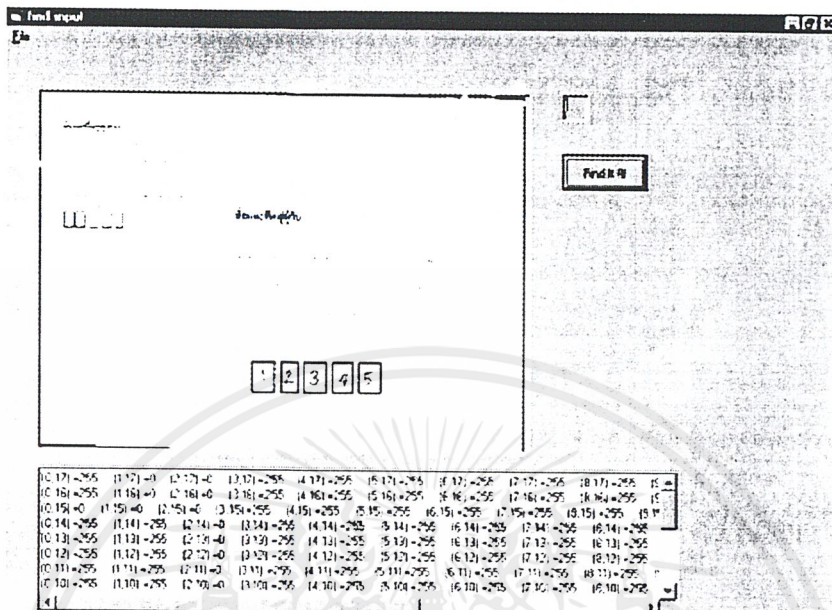 find input
File
Find It !!!
1 2 3 4 5
(0,17) =255 (1,17) =0 (2,17) =0 (3,17) =255 (4,17) =255 (5,17) =255 (6,17) =255 (7,17) =255 (8,17) =255 (9
(0,16) =255 (1,16) =0 (2,16) =0 (3,16) =255 (4,16) =255 (5,16) =255 (6,16) =255 (7,16) =255 (8,16) =255 (9
(0,15) =0 (1,15) =0 (2,15) =0 (3,15) =255 (4,15) =255 (5,15) =255 (6,15) =255 (7,15) =255 (8,15) =255 (9,1
(0,14) =255 (1,14) =255 (2,14) =0 (3,14) =255 (4,14) =255 (5,14) =255 (6,14) =255 (7,14) =255 (8,14) =255
(0,13) =255 (1,13) =255 (2,13) =0 (3,13) =255 (4,13) =255 (5,13) =255 (6,13) =255 (7,13) =255 (8,13) =255
(0,12) =255 (1,12) =255 (2,12) =0 (3,12) =255 (4,12) =255 (5,12) =255 (6,12) =255 (7,12) =255 (8,12) =255
(0,11) =255 (1,11) =255 (2,11) =0 (3,11) =255 (4,11) =255 (5,11) =255 (6,11) =255 (7,11) =255 (8,11) =255
(0,10) =255 (1,10) =255 (2,10) =0 (3,10) =255 (4,10) =255 (5,10) =255 (6,10) =255 (7,10) =255 (8,10) =255